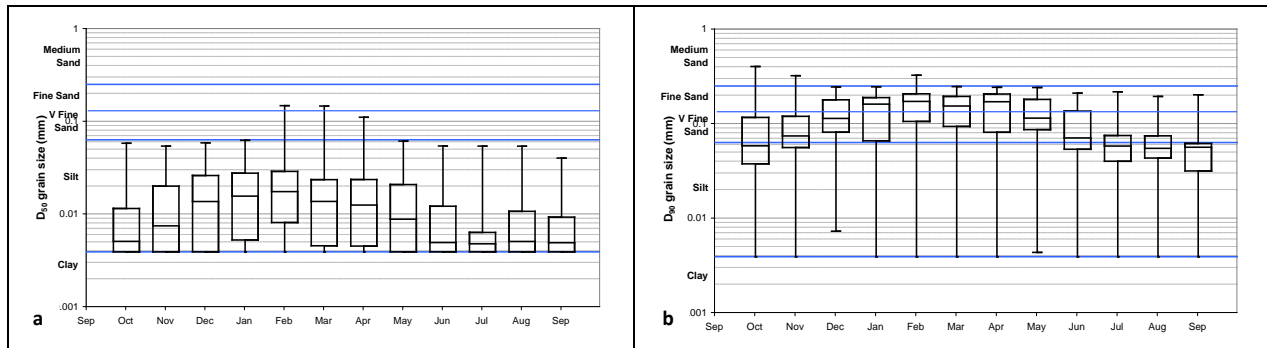 1
Medium
Sand
Fine Sand
V Fine
Sand
0.1
Silt
0.01
Clay
.001
D50 grain size (mm)
Sep Oct Nov Dec Jan Feb Mar Apr May Jun Jul Aug Sep
a
1
Medium
Sand
Fine Sand
V Fine
0.1
Sand
Silt
0.01
Clay
.001
D90 grain size (mm)
Sep Oct Nov Dec Jan Feb Mar Apr May Jun Jul Aug Sep
b